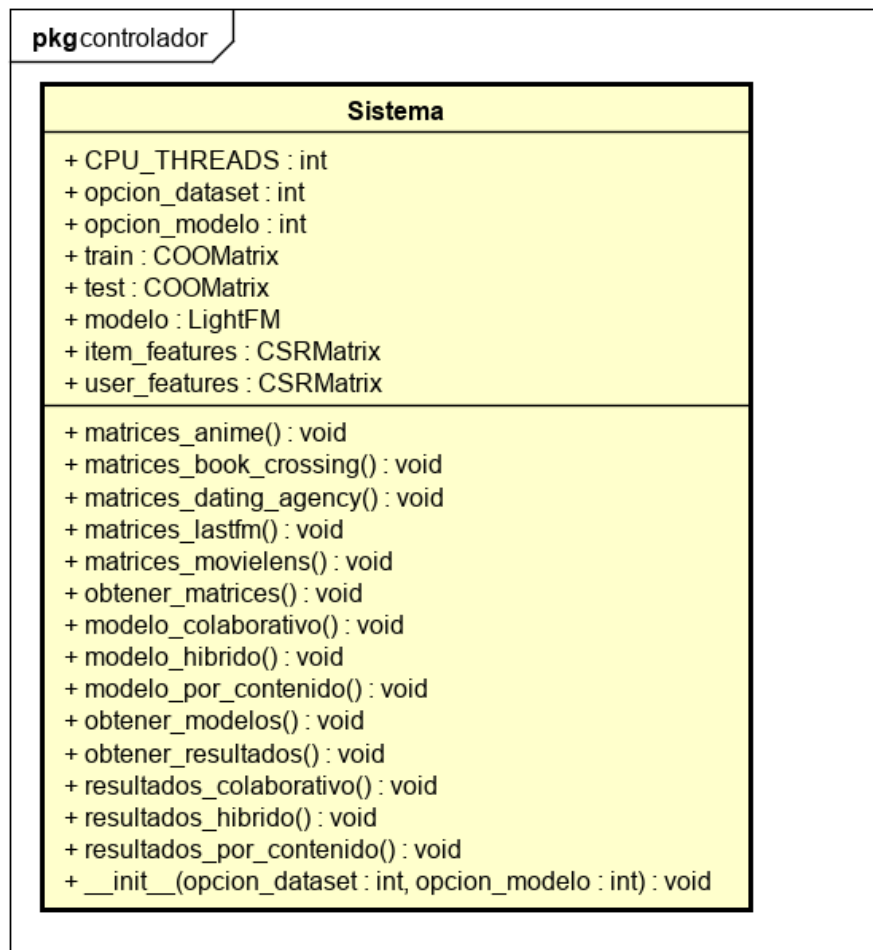 pkg controlador
Sistema
+ CPU_THREADS : int
+ opcion_dataset : int
+ opcion_modelo : int
+ train : COOMatrix
+ test : COOMatrix
+ modelo : LightFM
+ item_features : CSRMatrix
+ user_features : CSRMatrix
+ matrices_anime() : void
+ matrices_book_crossing() : void
+ matrices_dating_agency() : void
+ matrices_lastfm() : void
+ matrices_movielens() : void
+ obtener_matrices() : void
+ modelo_colaborativo() : void
+ modelo_hibrido() : void
+ modelo_por_contenido() : void
+ obtener_modelos() : void
+ obtener_resultados() : void
+ resultados_colaborativo() : void
+ resultados_hibrido() : void
+ resultados_por_contenido() : void
+ __init__(opcion_dataset : int, opcion_modelo : int) : void